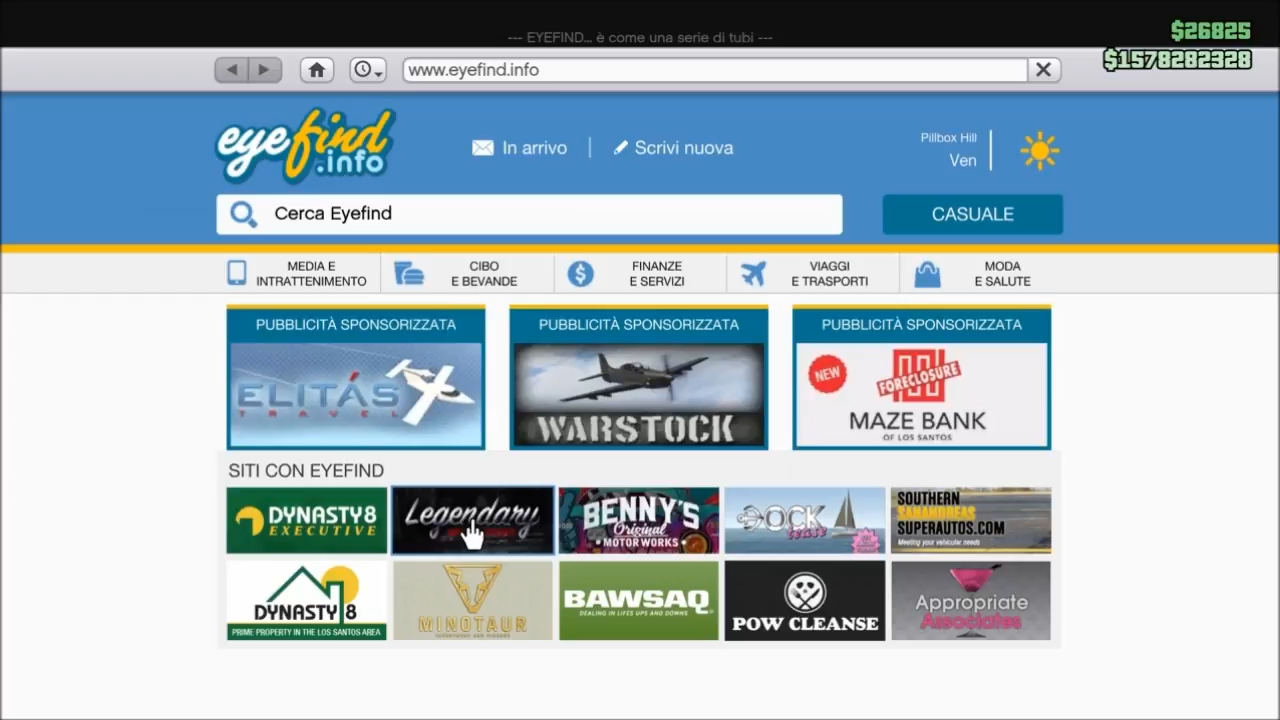 --- EYEFIND... è come una serie di tubi ---
$26825
$1578282328
www.eyefind.info
eyefind
.info
In arrivo
Scrivi nuova
Pillbox Hill
Ven
Cerca Eyefind
CASUALE
MEDIA E
INTRATTENIMENTO
CIBO
E BEVANDE
FINANZE
E SERVIZI
VIAGGI
E TRASPORTI
MODA
E SALUTE
PUBBLICITÀ SPONSORIZZATA
PUBBLICITÀ SPONSORIZZATA
PUBBLICITÀ SPONSORIZZATA
ELITÁS
TRAVEL
WARSTOCK
NEW
FORECLOSURE
MAZE BANK
OF LOS SANTOS
SITI CON EYEFIND
DYNASTY8
EXECUTIVE
Legendary
BENNY'S
Original
MOTORWORKS
DOCK
tease
SOUTHERN
SANANDREAS
SUPERAUTOS.COM
Meeting your vehicular needs
DYNASTY 8
PRIME PROPERTY IN THE LOS SANTOS AREA
MINOTAUR
BAWSAQ
DEALING IN LIFES UPS AND DOWNS
POW CLEANSE
Appropriate
Associates